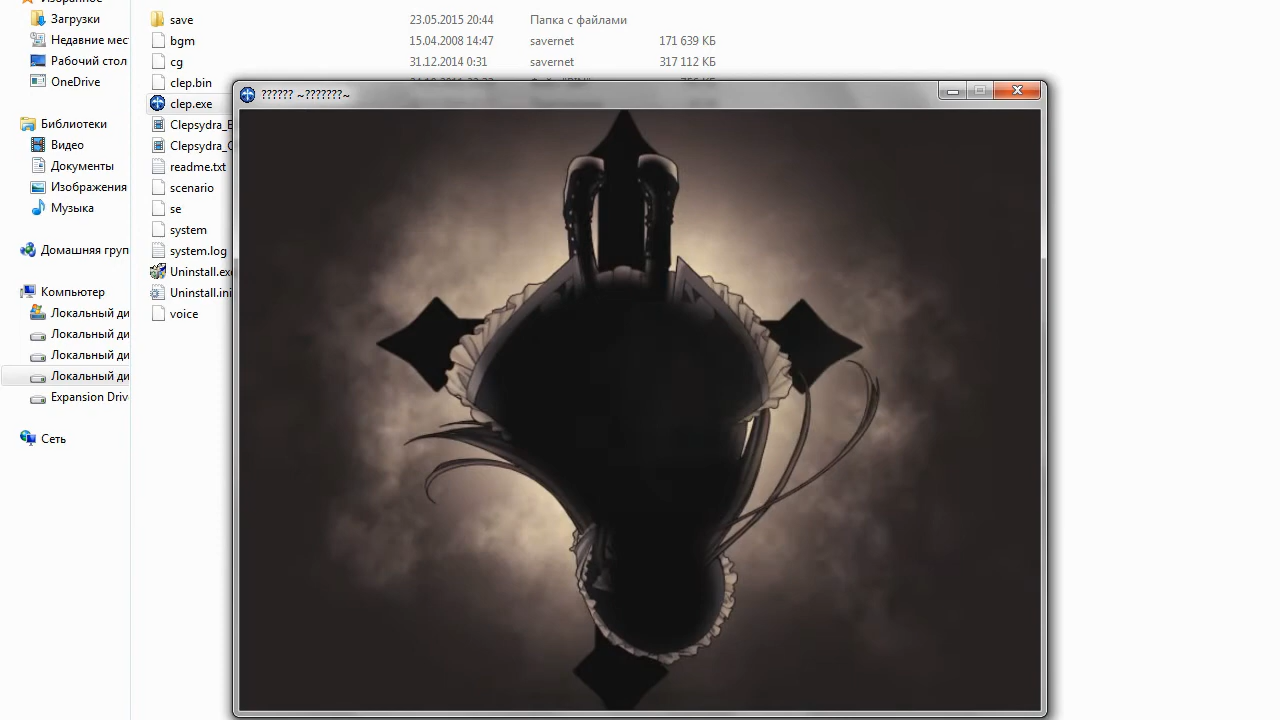 Загрузки
Недавние мес
Рабочий стол
OneDrive
Библиотеки
Видео
Документы
Изображения
Музыка
Домашняя груп
Компьютер
Локальный ди
Локальный ди
Локальный ди
Локальный ди
Expansion Driv
Сеть
save 23.05.2015 20:44 Папка с файлами
bgm 15.04.2008 14:47 savernet 171 639 КБ
cg 31.12.2014 0:31 savernet 317 112 КБ
clep.bin
clep.exe
Clepsydra_E
Clepsydra_
readme.txt
scenario
se
system
system.log
Uninstall.exe
Uninstall.ini
voice
?????? ~???????~